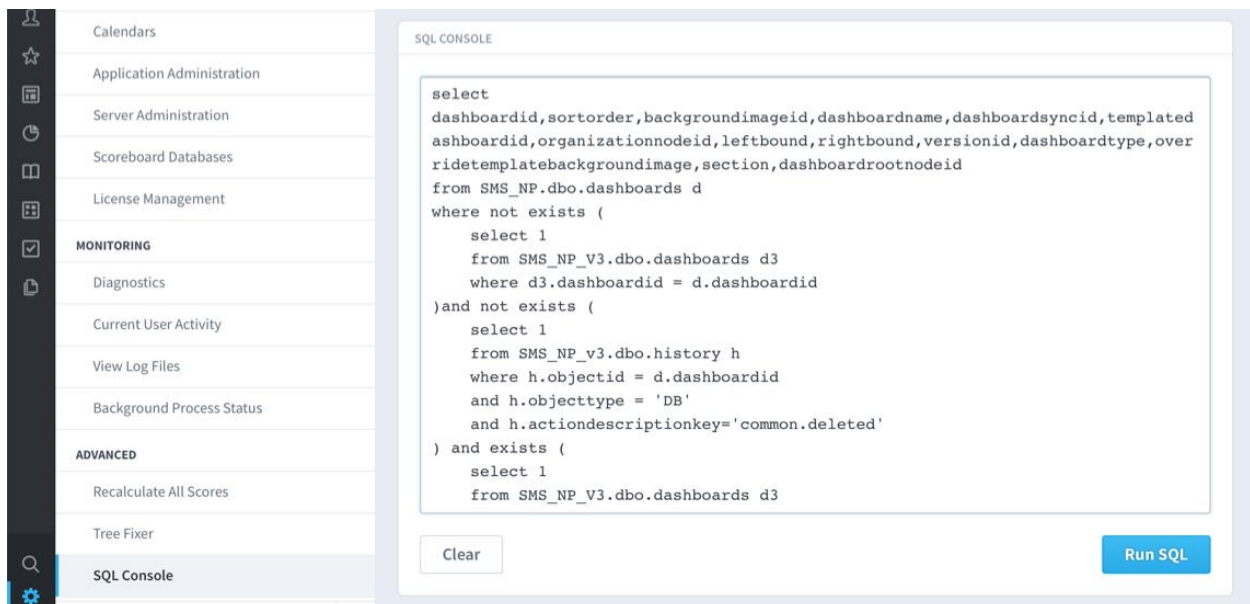 Calendars
Application Administration
Server Administration
Scoreboard Databases
License Management
MONITORING
Diagnostics
Current User Activity
View Log Files
Background Process Status
ADVANCED
Recalculate All Scores
Tree Fixer
SQL Console
SQL CONSOLE
select
dashboardid,sortorder,backgroundimageid,dashboardname,dashboardsyncid,templated
ashboardid,organizationnodeid,leftbound,rightbound,versionid,dashboardtype,over
ridetemplatebackgroundimage,section,dashboardrootnodeid
from SMS_NP.dbo.dashboards d
where not exists (
    select 1
    from SMS_NP_V3.dbo.dashboards d3
    where d3.dashboardid = d.dashboardid
)and not exists (
    select 1
    from SMS_NP_v3.dbo.history h
    where h.objectid = d.dashboardid
    and h.objecttype = 'DB'
    and h.actiondescriptionkey='common.deleted'
) and exists (
    select 1
    from SMS_NP_V3.dbo.dashboards d3
Clear
Run SQL